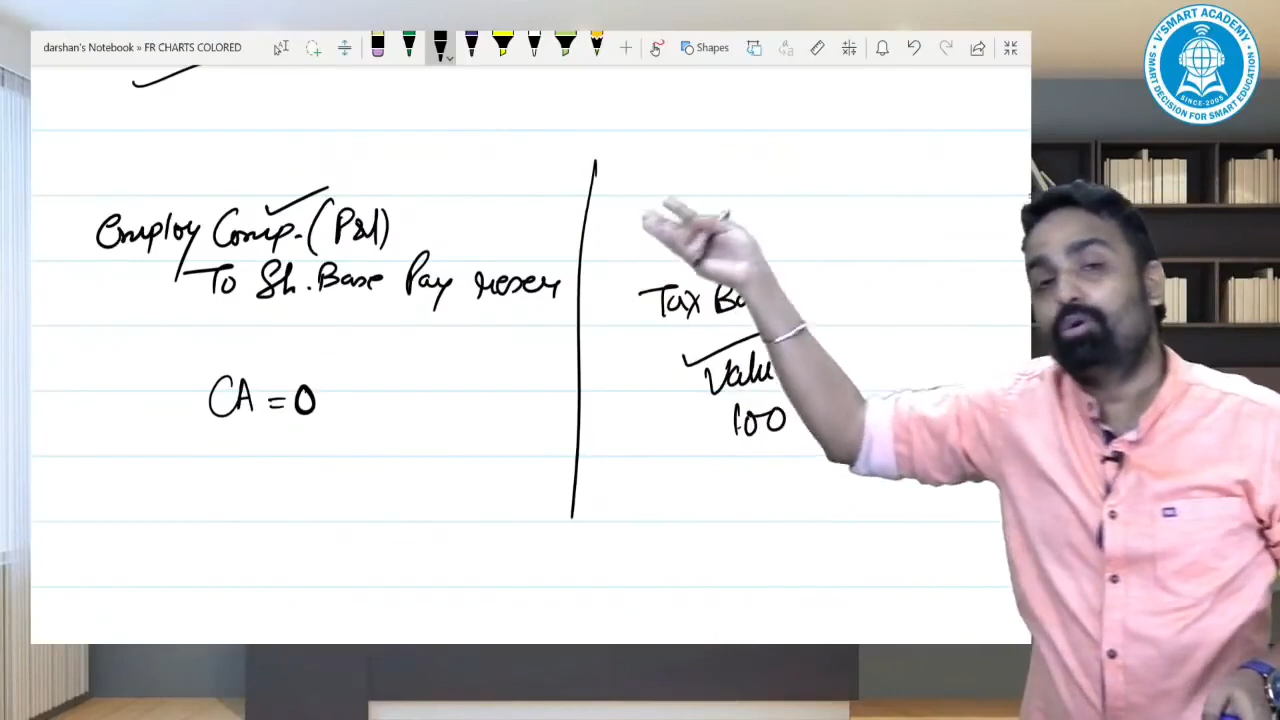 darshan's Notebook » FR CHARTS COLORED
Shapes
V'SMART ACADEMY
SMART DECISION FOR SMART EDUCATION
SINCE-2005
Employ Comp. (P&l)
To Sh. Base Pay reser
CA = 0
Tax Ba
Valu
100